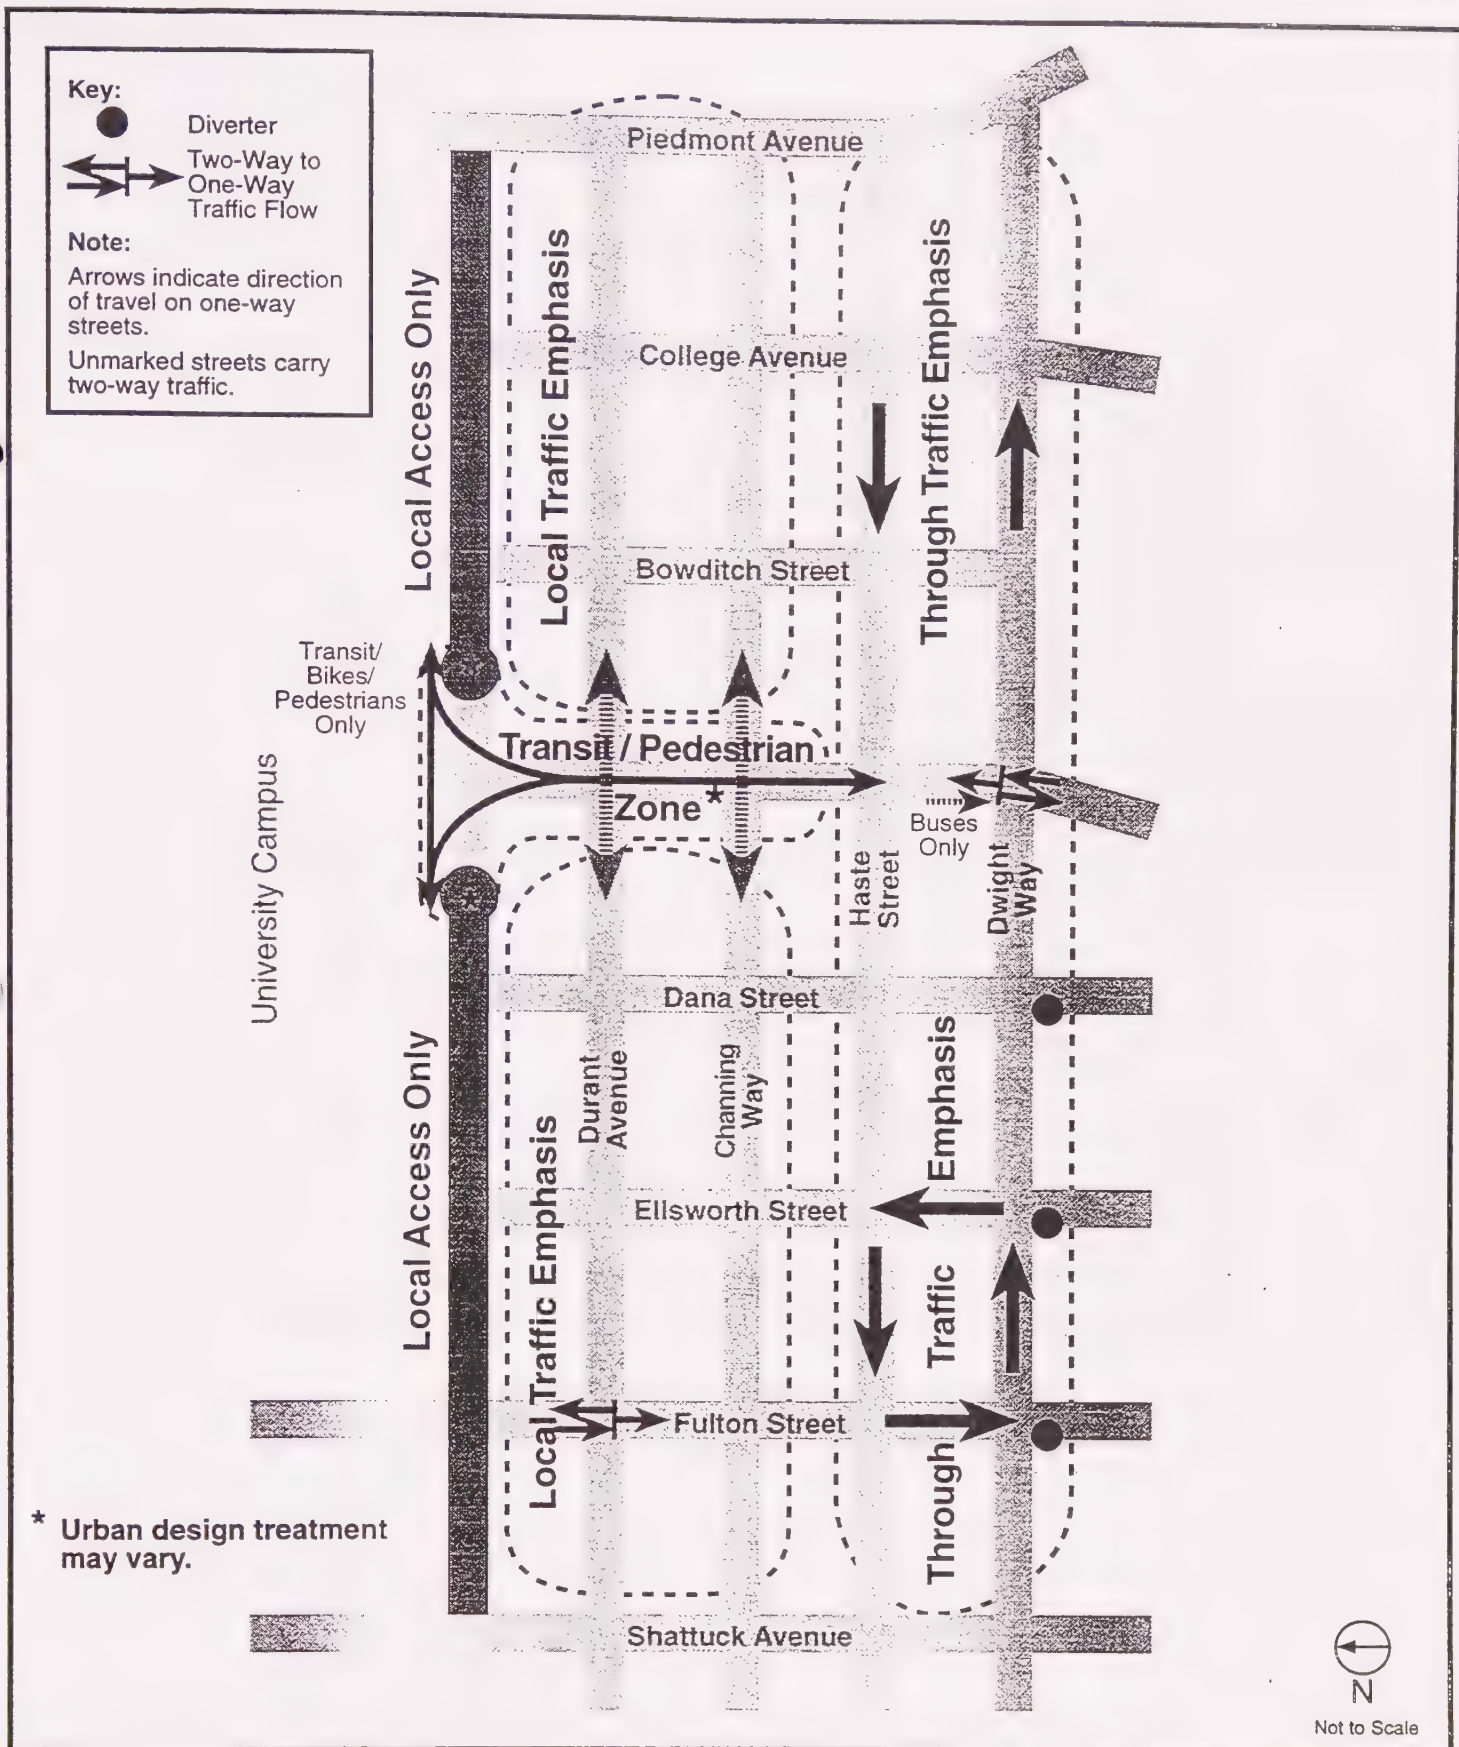 Key:
Diverter
Two-Way to
One-Way
Traffic Flow
Note:
Arrows indicate direction
of travel on one-way
streets.
Unmarked streets carry
two-way traffic.
Piedmont Avenue
Local Access Only
Local Traffic Emphasis
Through Traffic Emphasis
College Avenue
Bowditch Street
Transit/
Bikes/
Pedestrians
Only
Transit / Pedestrian
Zone *
Buses
Only
University Campus
Haste
Street
Dwight
Way
*
Dana Street
Local Access Only
Durant
Avenue
Channing
Way
Local Traffic Emphasis
Through Traffic Emphasis
Ellsworth Street
Fulton Street
* Urban design treatment
may vary.
Shattuck Avenue
N
Not to Scale